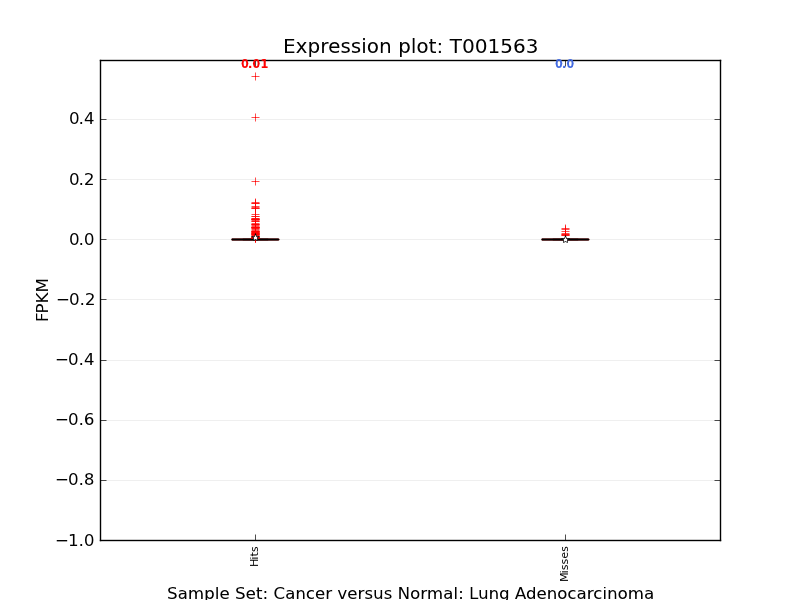 Expression plot: T001563
0.01
0.0
0.4
0.2
0.0
−0.2
−0.4
−0.6
−0.8
−1.0
FPKM
Hits
Misses
Sample Set: Cancer versus Normal: Lung Adenocarcinoma